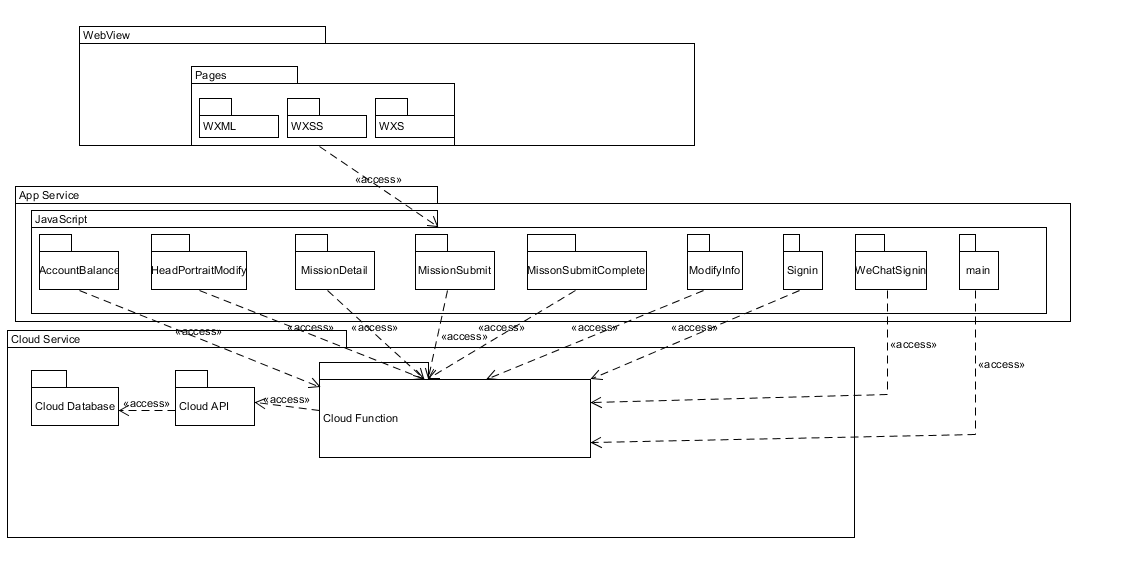 WebView
Pages
WXML
WXSS
WXS
«access»
App Service
JavaScript
AccountBalance
HeadPortraitModify
MissionDetail
MissionSubmit
MissonSubmitComplete
ModifyInfo
Signin
WeChatSignin
main
«access»
«access»
«access»
«access»
«access»
«access»
«access»
«access»
«access»
Cloud Service
Cloud Database
«access»
Cloud API
«access»
Cloud Function